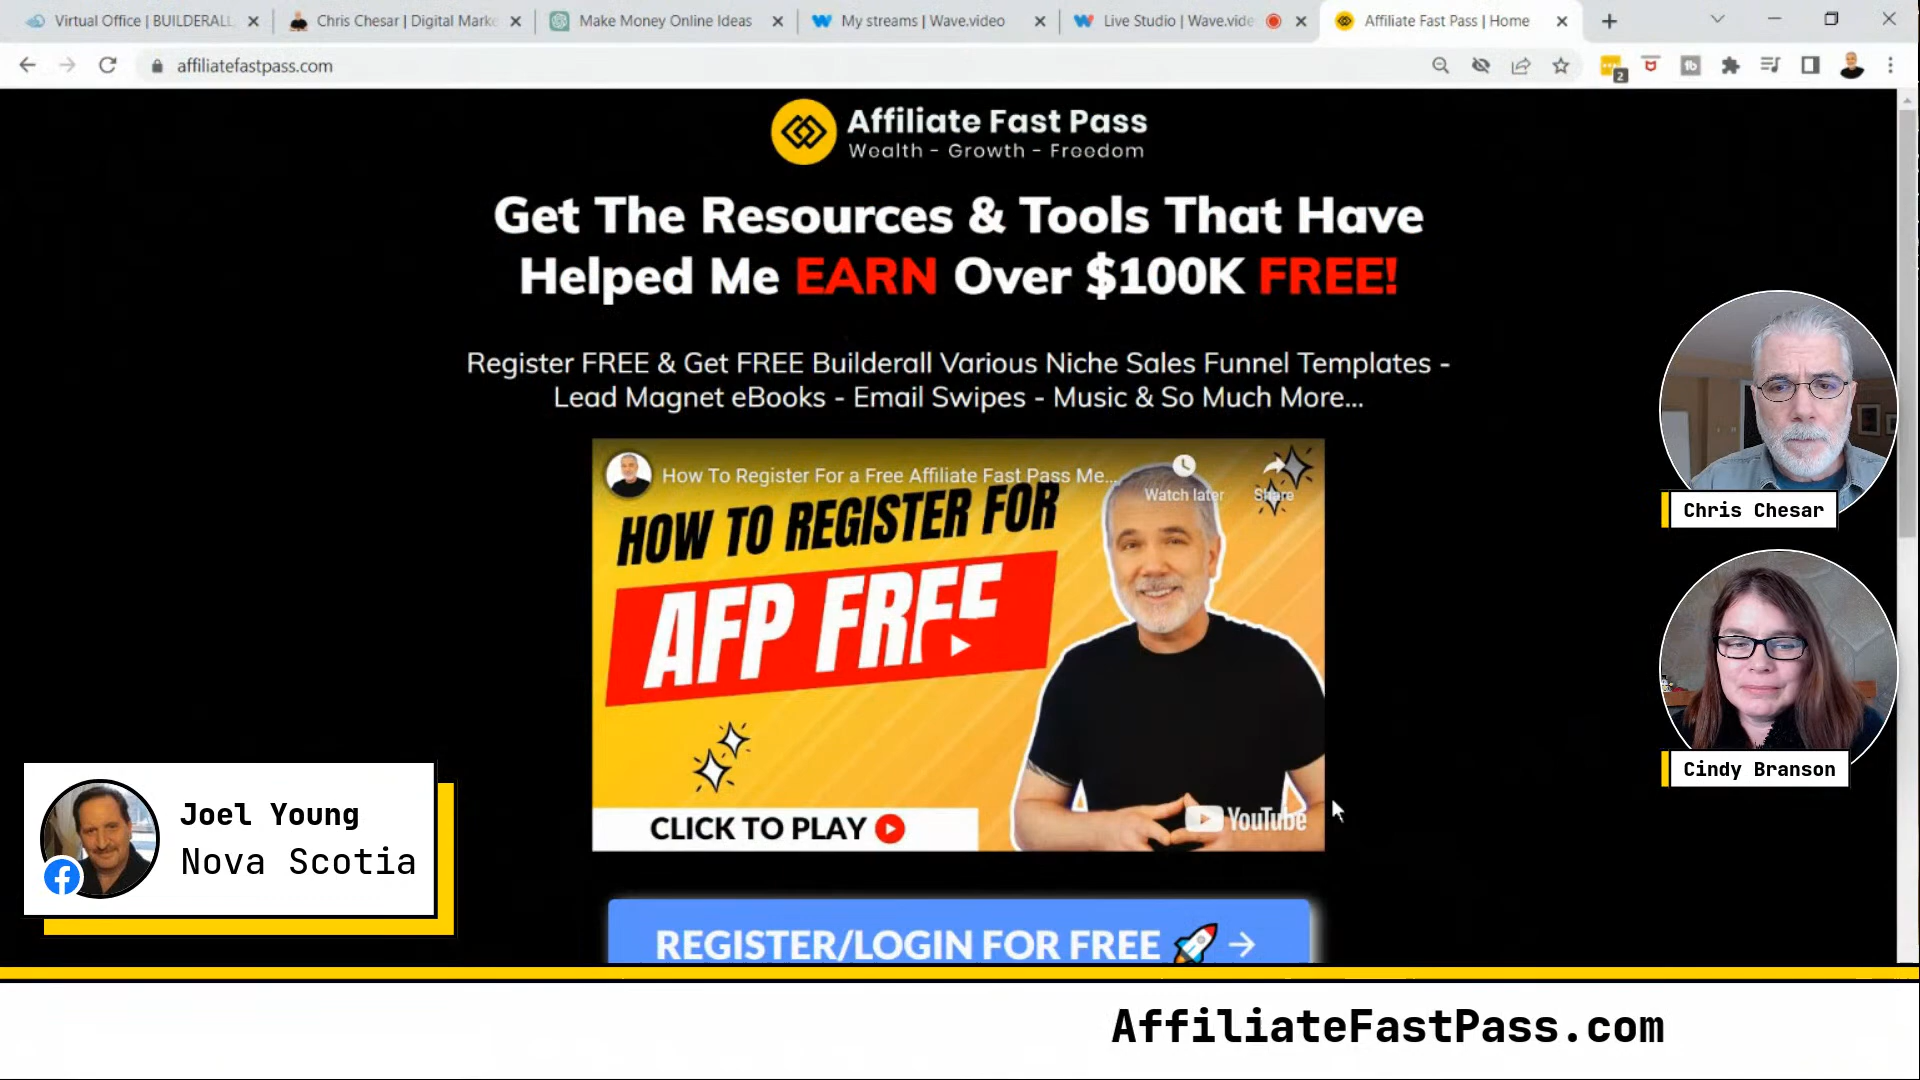 Virtual Office | BUILDERALL
Chris Chesar | Digital Mark
Make Money Online Ideas
My streams | Wave.video
Live Studio | Wave.vide
Affiliate Fast Pass | Home
affiliatefastpass.com
2
Affiliate Fast Pass
Wealth - Growth - Freedom
Get The Resources & Tools That Have
Helped Me EARN Over $100K FREE!
Register FREE & Get FREE Builderall Various Niche Sales Funnel Templates -
Lead Magnet eBooks - Email Swipes - Music & So Much More...
How To Register For a Free Affiliate Fast Pass Me...
Watch later
Share
HOW TO REGISTER FOR
AFP FREE
CLICK TO PLAY
YouTube
REGISTER/LOGIN FOR FREE 🚀 →
Chris Chesar
Cindy Branson
Joel Young
Nova Scotia
AffiliateFastPass.com